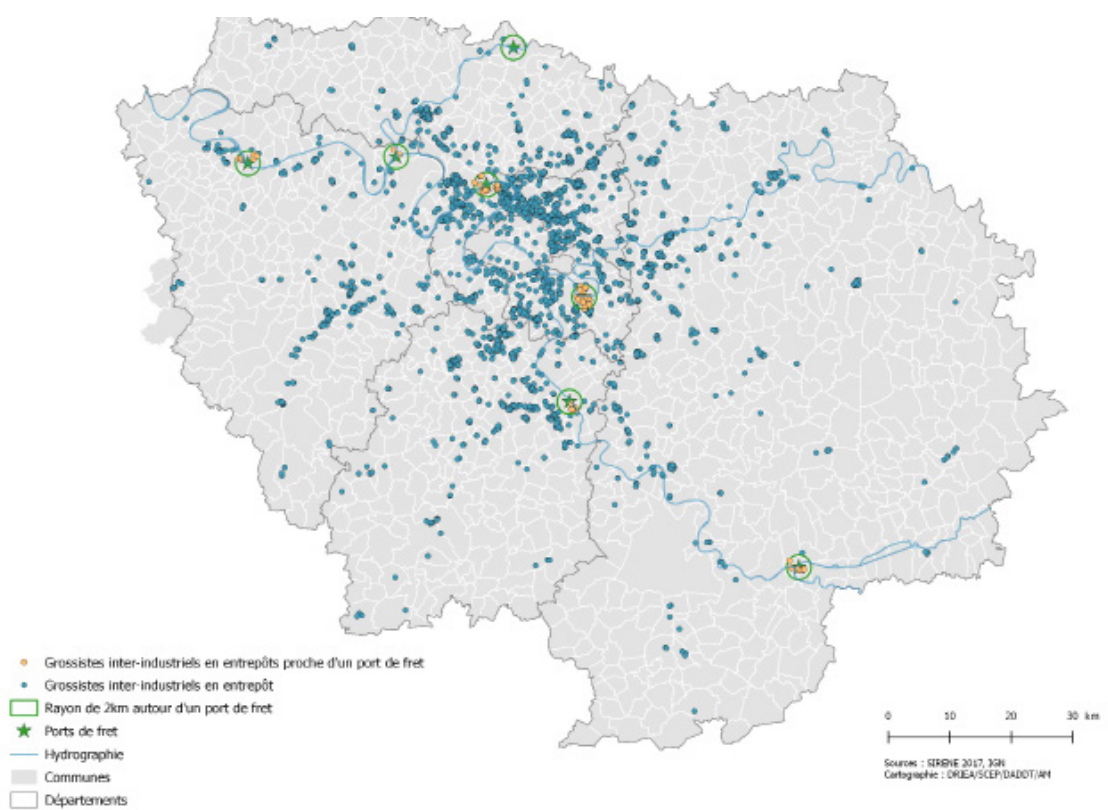 Grossistes inter-industriels en entrepôts proche d'un port de fret
Grossistes inter-industriels en entrepôt
Rayon de 2km autour d'un port de fret
Ports de fret
Hydrographie
Communes
Départements
0 10 20 30 km
Sources : SIRENE 2017, IGN
Cartographie : DRIEA/SCEP/DADDT/AM